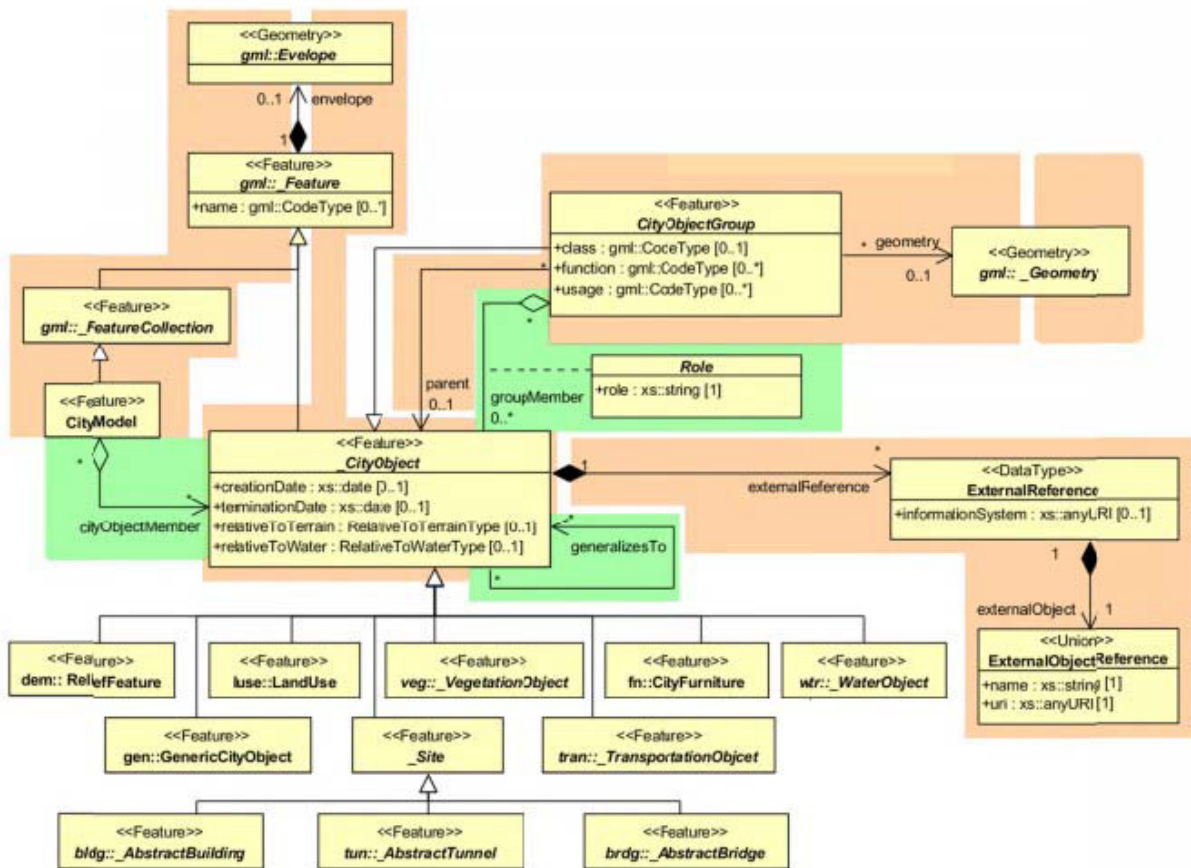 <<Geometry>>
gml::Evelope
0..1
envelope
1
<<Feature>>
gml::_Feature
+name : gml::CodeType [0..*]
<<Feature>>
CityObjectGroup
+class : gml::CoceType [0..1]
+function : gml::CodeType [0..*]
+usage : gml::CodeType [0..*]
* geometry
0..1
<<Geometry>>
gml::_Geometry
*
*
<<Feature>>
gml::_FeatureCollection
Role
+role : xs::string [1]
parent
0..1
groupMember
0..*
<<Feature>>
CityModel
*
*
cityObjectMember
<<Feature>>
_CityObject
+creationDate : xs::date [0..1]
+terminationDate : xs::date [0..1]
+relativeToTerrain : RelativeToTerrainType [0..1]
+relativeToWater : RelativeToWaterType [0..1]
1
*
externalReference
<<DataType>>
ExternalReference
+informationSystem : xs::anyURI [0..1]
*
generalizesTo
*
1
externalObject
1
<<Union>>
ExternalObjectReference
+name : xs::string [1]
+uri : xs::anyURI [1]
<<Feature>>
dem:: ReliefFeature
<<Feature>>
luse::LandUse
<<Feature>>
veg::_VegetationObject
<<Feature>>
frn::CityFurniture
<<Feature>>
wtr::_WaterObject
<<Feature>>
gen::GenericCityObject
<<Feature>>
_Site
<<Feature>>
tran::_TransportationObjcet
<<Feature>>
bldg::_AbstractBuilding
<<Feature>>
tun::_AbstractTunnel
<<Feature>>
brdg::_AbstractBridge